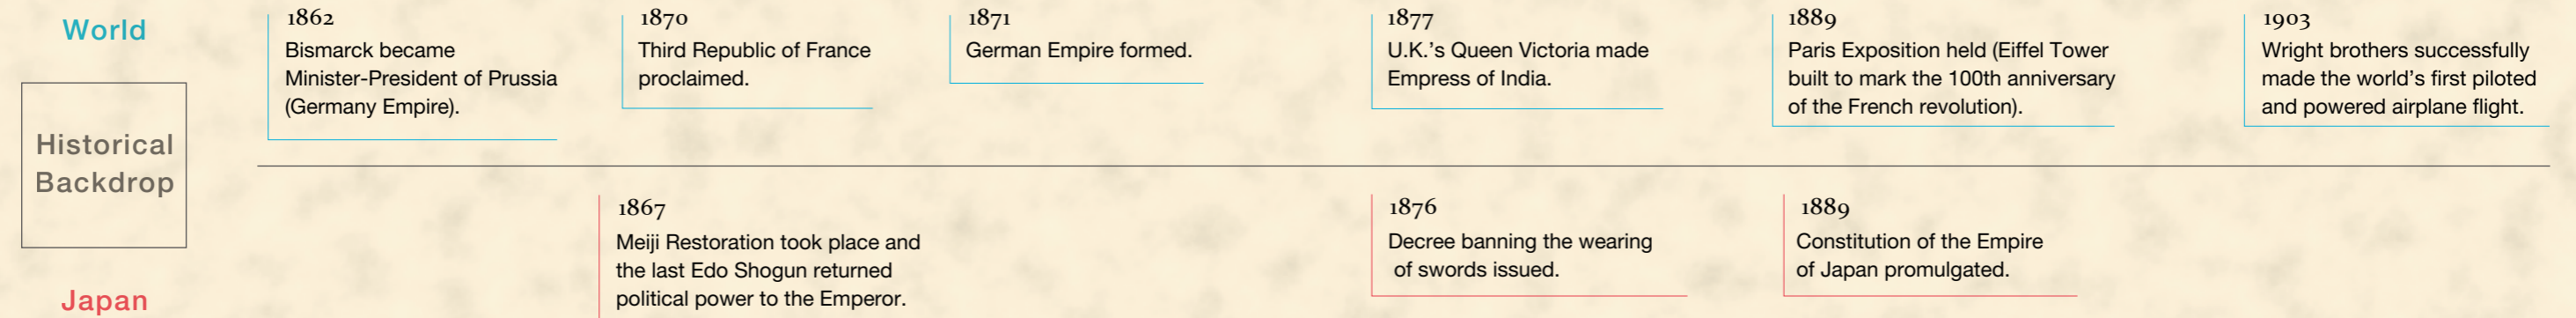 World
1862
Bismarck became
Minister-President of Prussia
(Germany Empire).
1870
Third Republic of France
proclaimed.
1871
German Empire formed.
1877
U.K.'s Queen Victoria made
Empress of India.
1889
Paris Exposition held (Eiffel Tower
built to mark the 100th anniversary
of the French revolution).
1903
Wright brothers successfully
made the world's first piloted
and powered airplane flight.
Historical
Backdrop
Japan
1867
Meiji Restoration took place and
the last Edo Shogun returned
political power to the Emperor.
1876
Decree banning the wearing
of swords issued.
1889
Constitution of the Empire
of Japan promulgated.